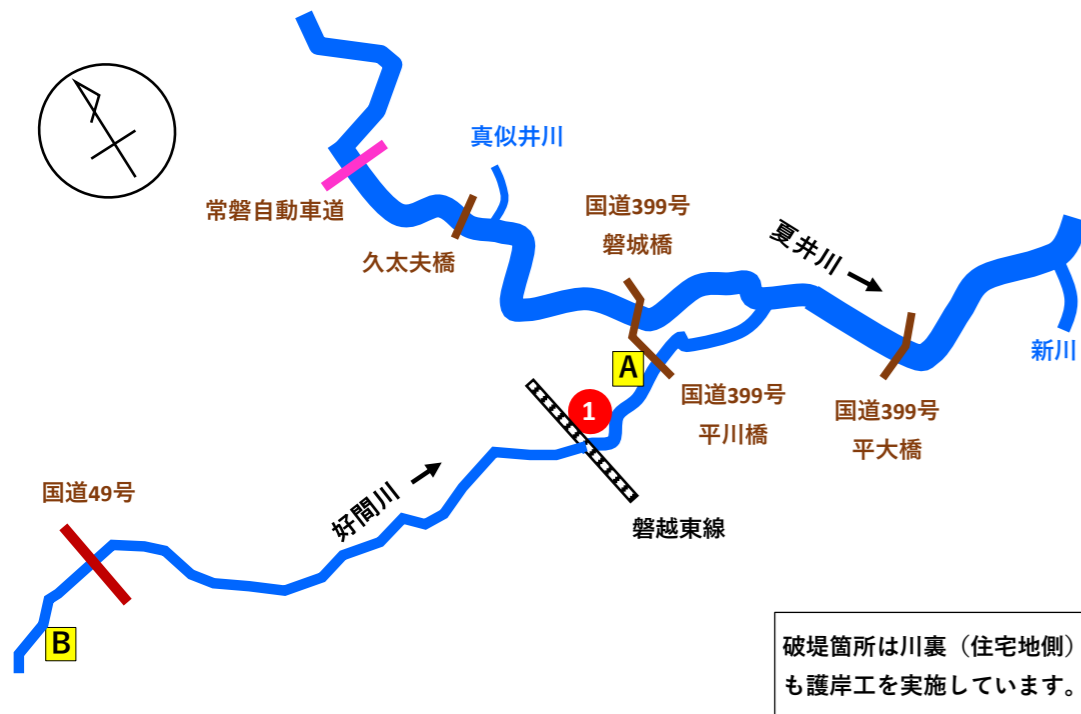 真似井川
常磐自動車道
久太夫橋
国道399号
磐城橋
夏井川
新川
A
国道399号
平川橋
国道399号
平大橋
1
磐越東線
好間川
国道49号
B
破堤箇所は川裏（住宅地側）
も護岸工を実施しています。